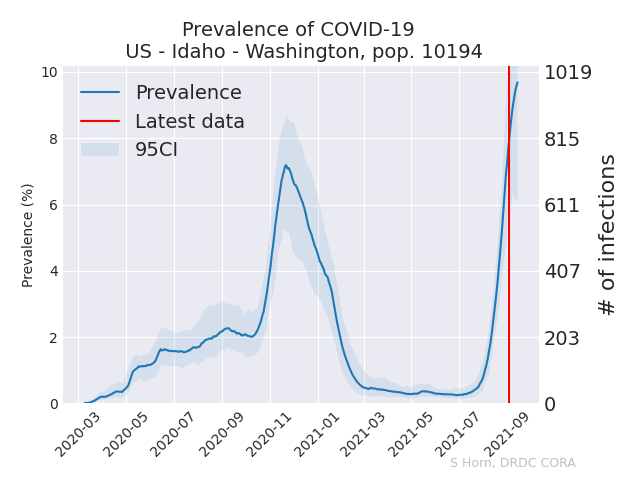 Prevalence of COVID-19
US - Idaho - Washington, pop. 10194
Prevalence
Latest data
95CI
Prevalence (%)
10
8
6
4
2
0
1019
815
611
407
203
0
# of infections
2020-03
2020-05
2020-07
2020-09
2020-11
2021-01
2021-03
2021-05
2021-07
2021-09
S Horn, DRDC CORA